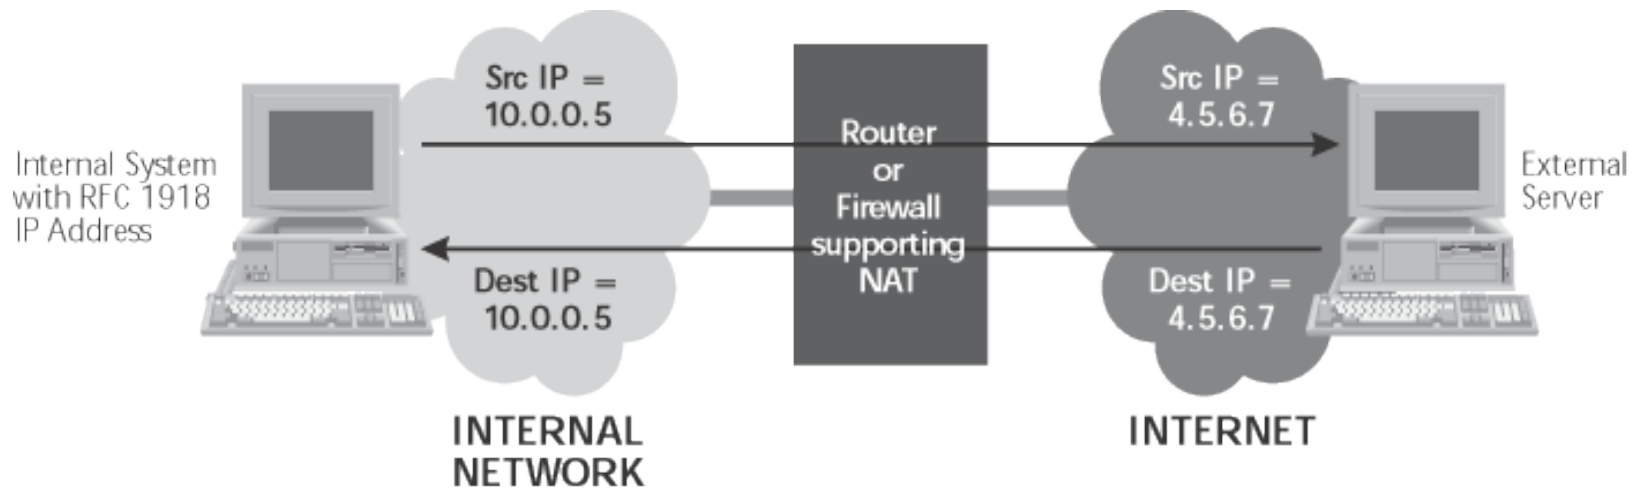 Src IP =
10.0.0.5
Src IP =
4.5.6.7
Internal System
with RFC 1918
IP Address
Router
or
Firewall
supporting
NAT
External
Server
Dest IP =
10.0.0.5
Dest IP =
4.5.6.7
INTERNAL
NETWORK
INTERNET